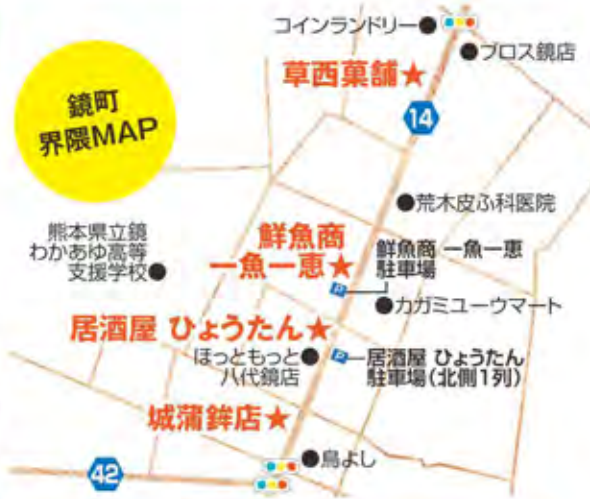 コインランドリー
ブロス鏡店
草西菓舗★
鏡町
界隈MAP
14
荒木皮ふ科医院
熊本県立鏡
わかあゆ高等
支援学校
鮮魚商
一魚一恵★
鮮魚商 一魚一恵
駐車場
P
カガミユーウマート
居酒屋 ひょうたん★
ほっともっと
八代鏡店
P
居酒屋 ひょうたん
駐車場(北側1列)
城蒲鉾店★
鳥よし
42